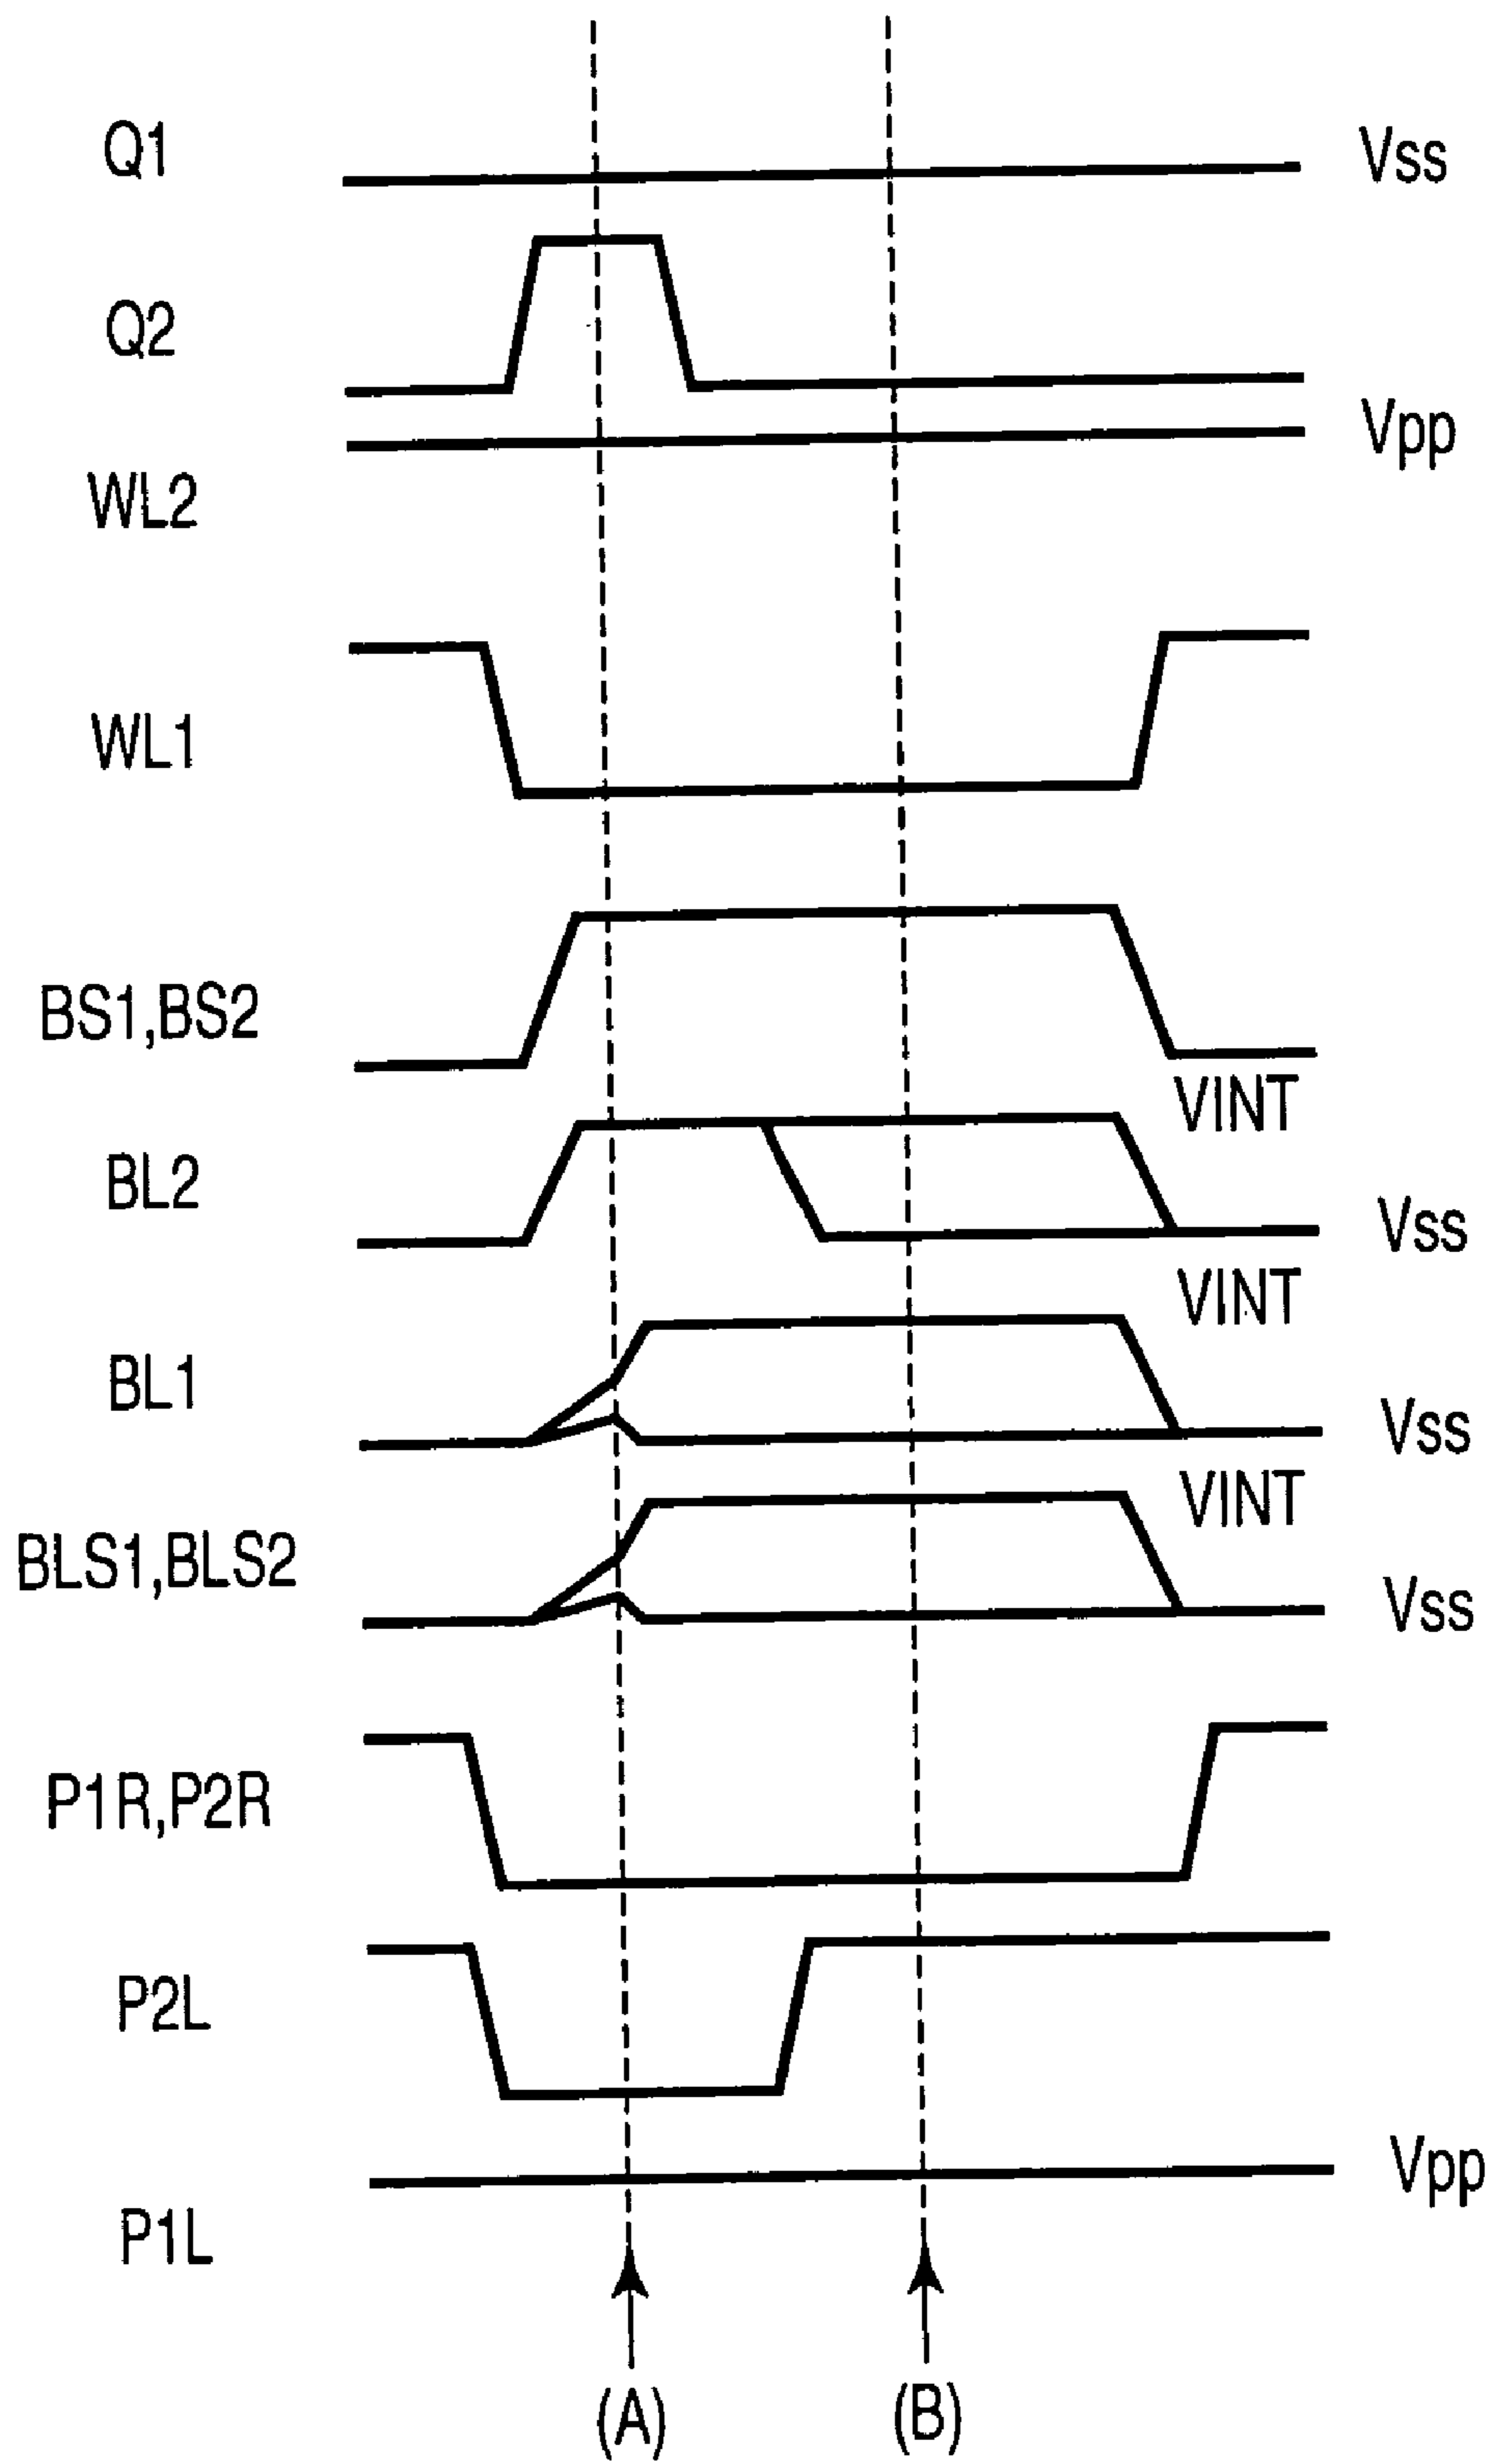 Q1 Vss
Q2
Vpp
WL2
WL1
BS1,BS2
VINT
BL2
Vss
VINT
BL1
Vss
VINT
BLS1,BLS2
Vss
P1R,P2R
P2L
Vpp
P1L
(A) (B)